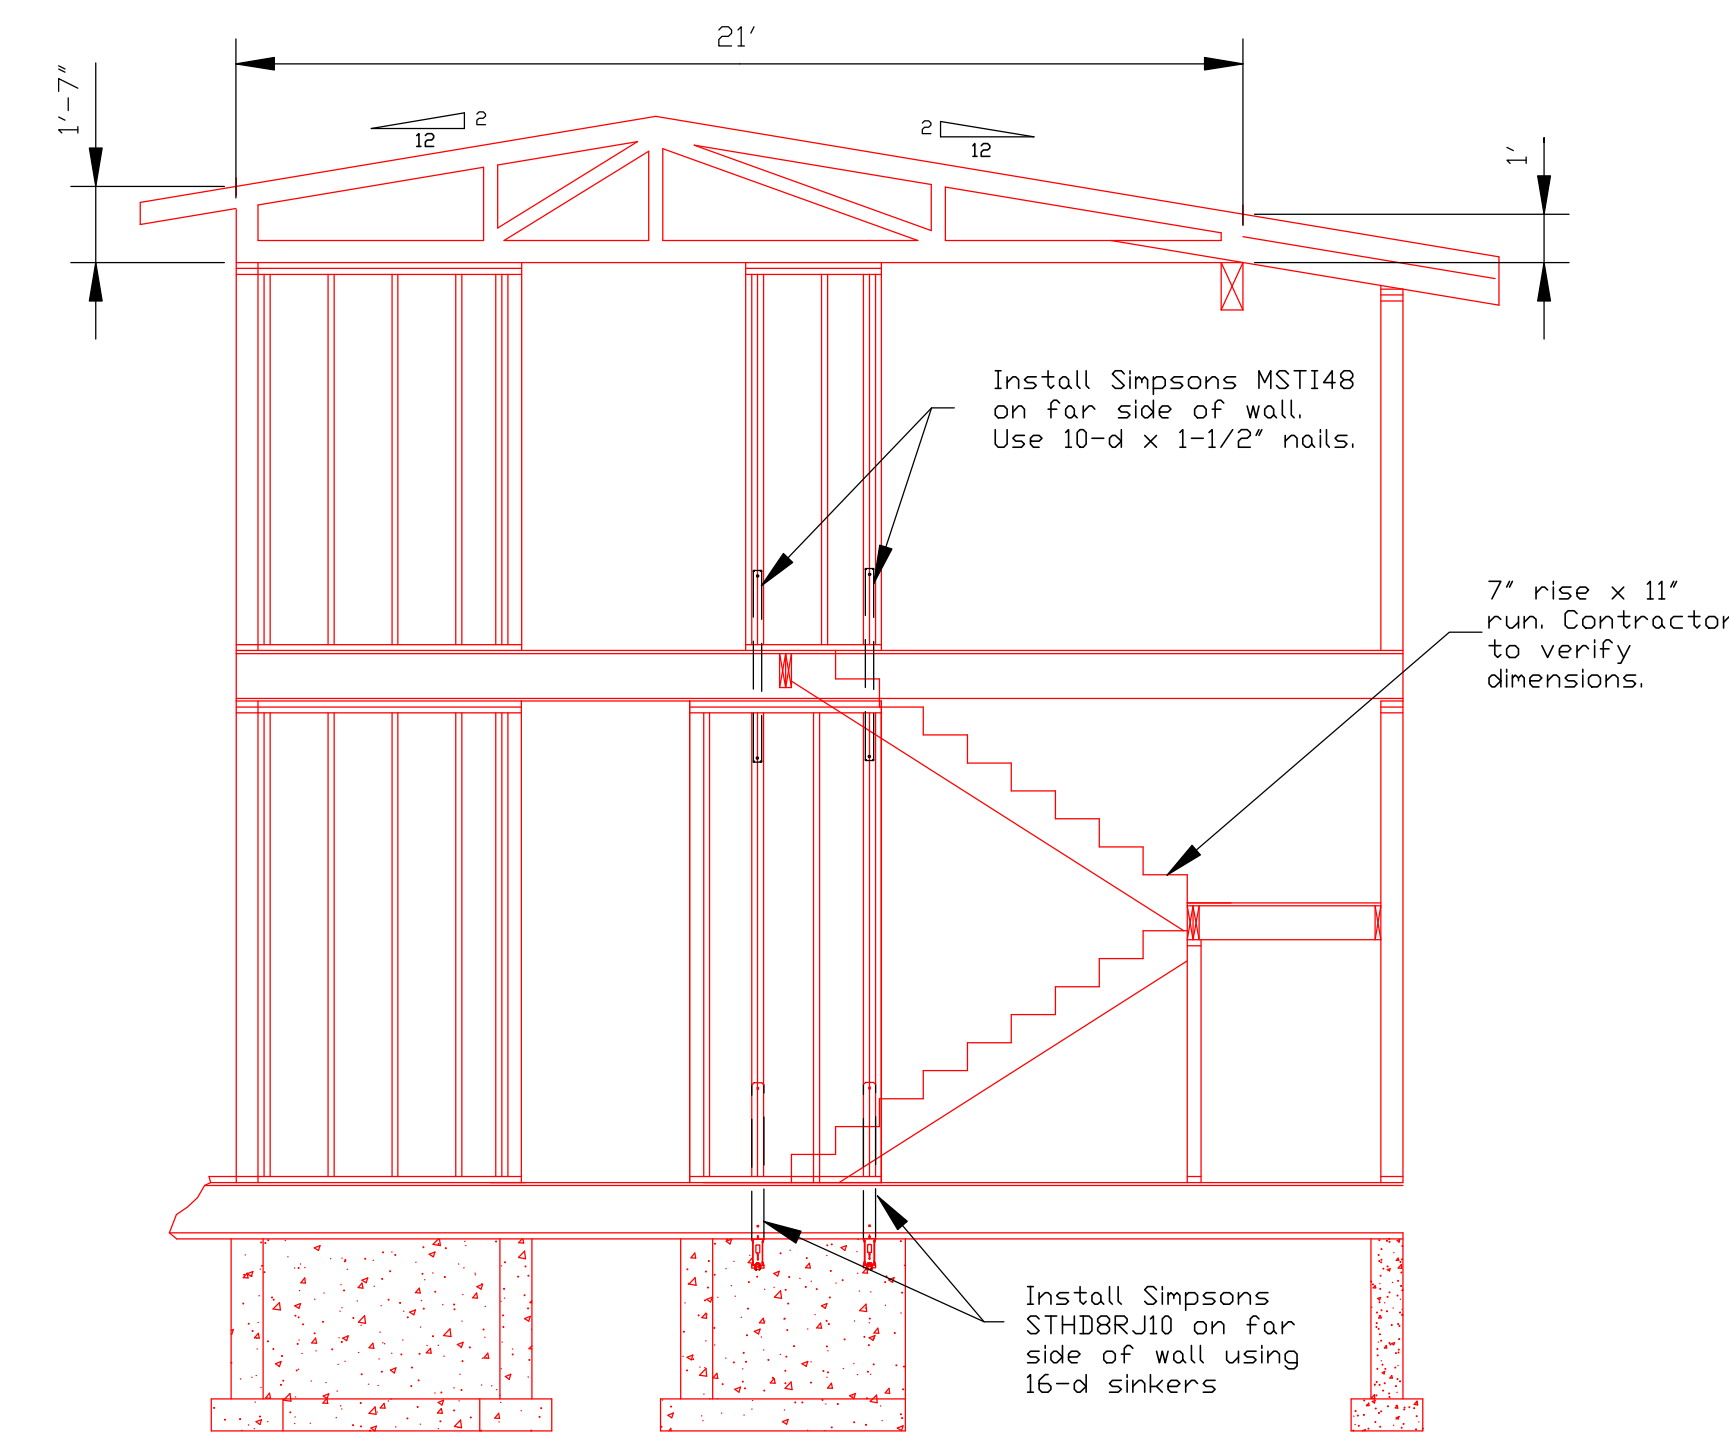 21'
1'-7"
2
12
2
12
1'
Install Simpsons MSTI48
on far side of wall.
Use 10-d x 1-1/2" nails.
7" rise x 11"
run. Contractor
to verify
dimensions.
Install Simpsons
STHD8RJ10 on far
side of wall using
16-d sinkers